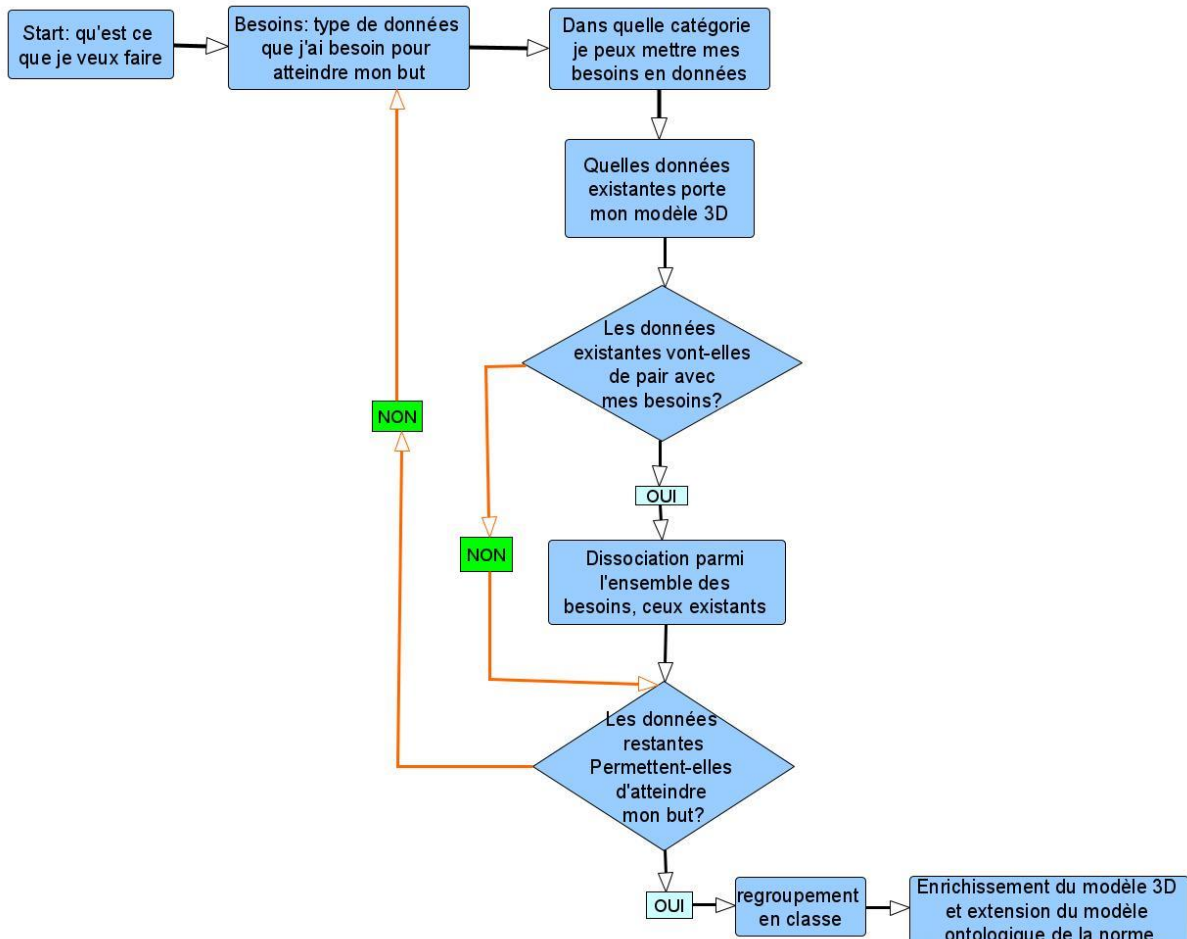 Start: qu'est ce
que je veux faire
Besoins: type de données
que j'ai besoin pour
atteindre mon but
Dans quelle catégorie
je peux mettre mes
besoins en données
Quelles données
existantes porte
mon modèle 3D
Les données
existantes vont-elles
de pair avec
mes besoins?
NON
OUI
NON
Dissociation parmi
l'ensemble des
besoins, ceux existants
Les données
restantes
Permettent-elles
d'atteindre
mon but?
OUI
regroupement
en classe
Enrichissement du modèle 3D
et extension du modèle
ontologique de la norme